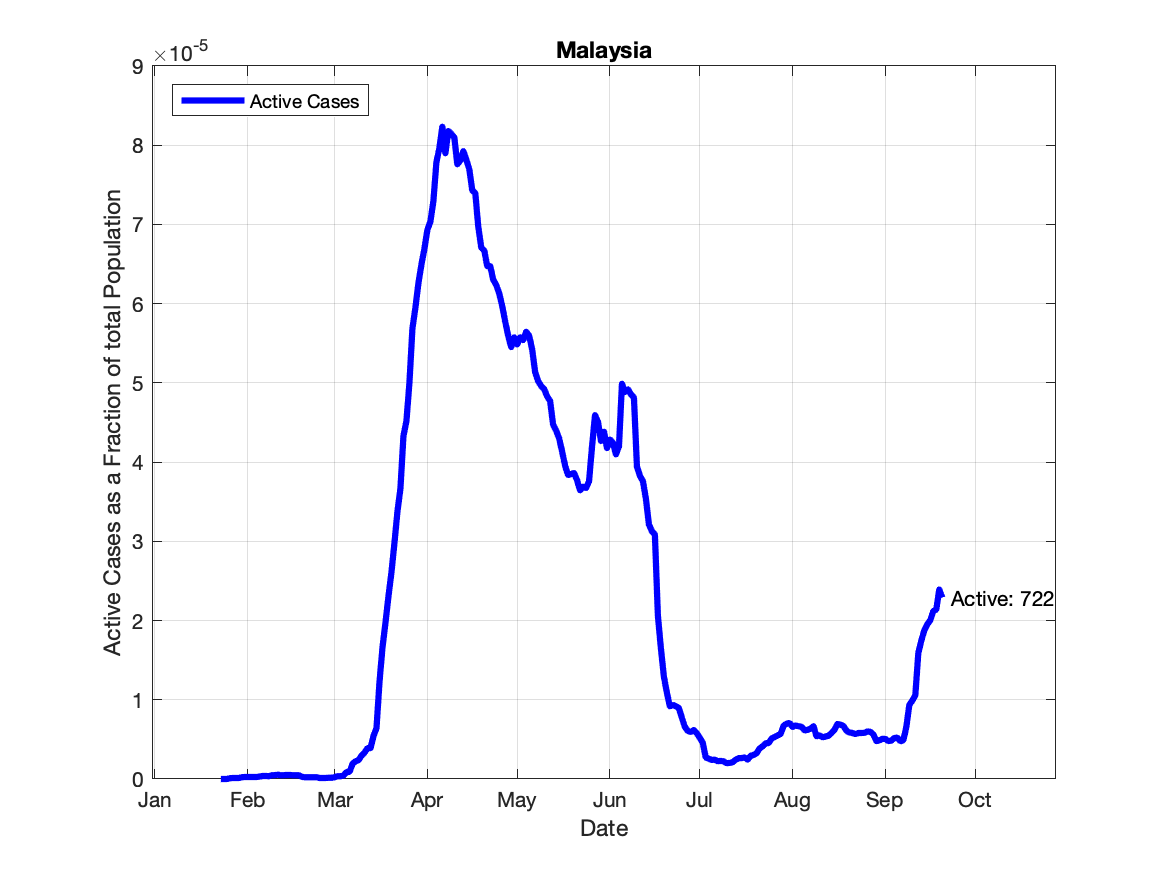 ×10⁻⁵
Malaysia
Active Cases
9
8
7
6
5
4
3
2
1
0
Active Cases as a Fraction of total Population
Active: 722
Jan Feb Mar Apr May Jun Jul Aug Sep Oct
Date